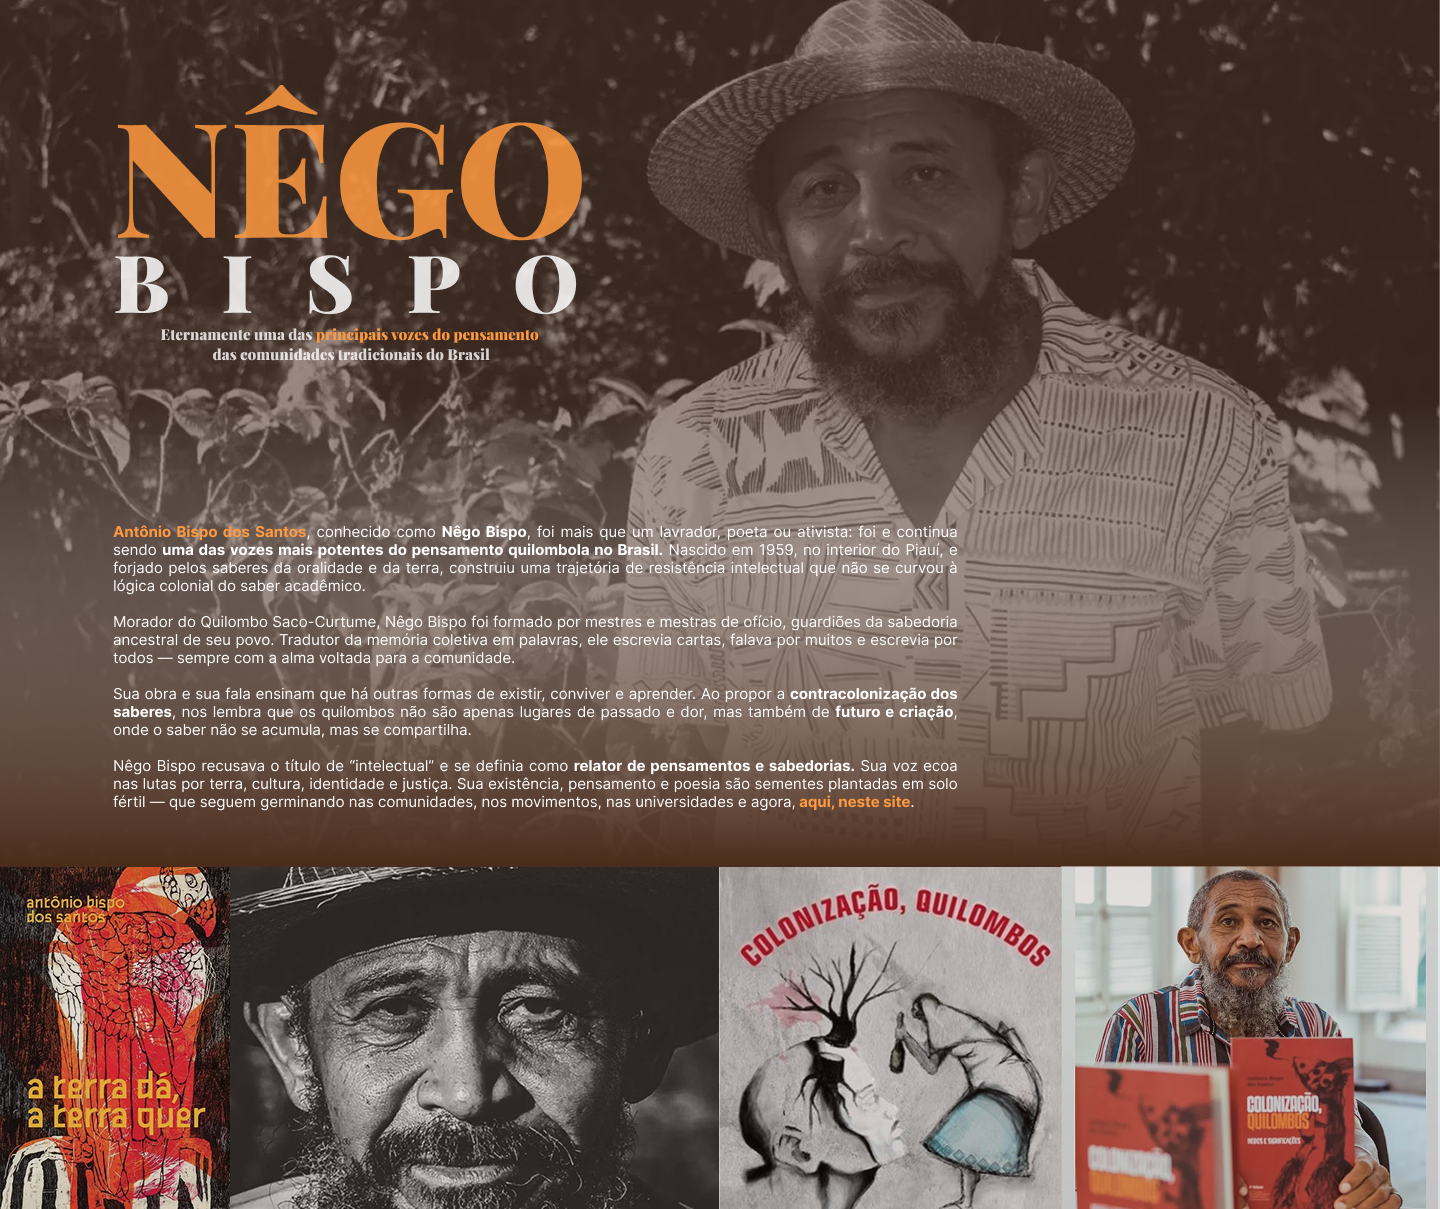 NÊGO
BISPO
Eternamente uma das principais vozes do pensamento
das comunidades tradicionais do Brasil
Antônio Bispo dos Santos, conhecido como Nêgo Bispo, foi mais que um lavrador, poeta ou ativista: foi e continua
sendo uma das vozes mais potentes do pensamento quilombola no Brasil. Nascido em 1959, no interior do Piauí, e
forjado pelos saberes da oralidade e da terra, construiu uma trajetória de resistência intelectual que não se curvou à
lógica colonial do saber acadêmico.
Morador do Quilombo Saco-Curtume, Nêgo Bispo foi formado por mestres e mestras de ofício, guardiões da sabedoria
ancestral de seu povo. Tradutor da memória coletiva em palavras, ele escrevia cartas, falava por muitos e escrevia por
todos — sempre com a alma voltada para a comunidade.
Sua obra e sua fala ensinam que há outras formas de existir, conviver e aprender. Ao propor a contracolonização dos
saberes, nos lembra que os quilombos não são apenas lugares de passado e dor, mas também de futuro e criação,
onde o saber não se acumula, mas se compartilha.
Nêgo Bispo recusava o título de “intelectual” e se definia como relator de pensamentos e sabedorias. Sua voz ecoa
nas lutas por terra, cultura, identidade e justiça. Sua existência, pensamento e poesia são sementes plantadas em solo
fértil — que seguem germinando nas comunidades, nos movimentos, nas universidades e agora, aqui, neste site.
antônio bispo
dos santos
a terra dá,
a terra quer
COLONIZAÇÃO, QUILOMBOS
COLONIZAÇÃO,
QUILOMBOS
MODOS E SIGNIFICAÇÕES
COLONIZAÇÃO,
QUILOMBOS